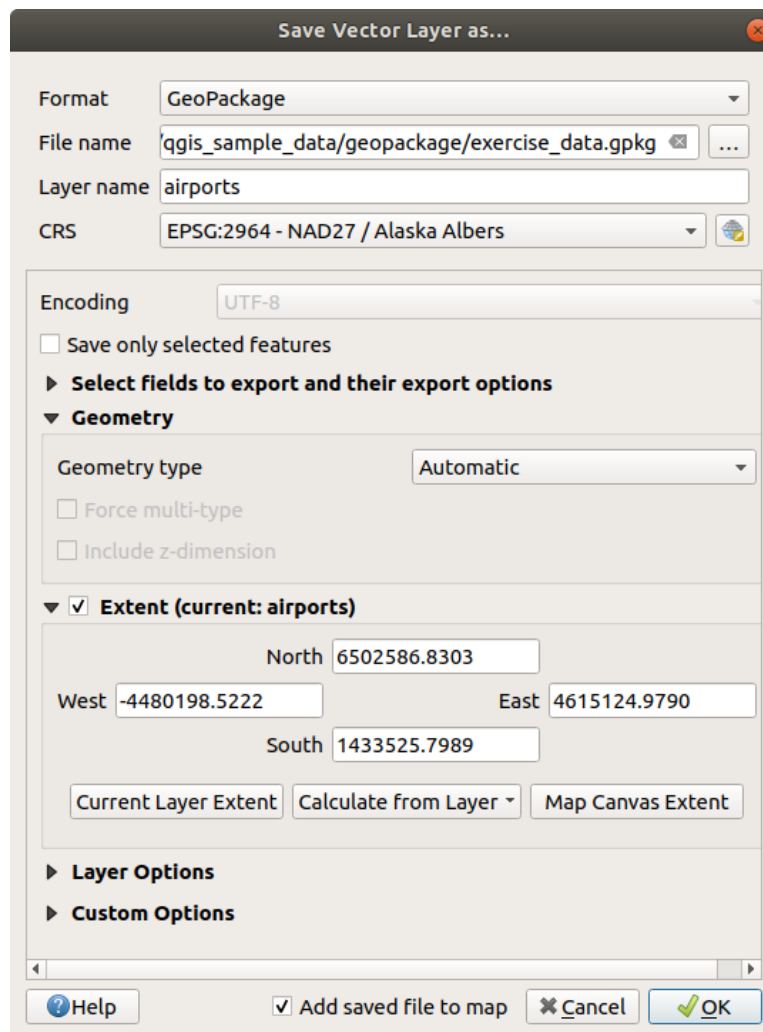 Save Vector Layer as...
Format GeoPackage
File name /qgis_sample_data/geopackage/exercise_data.gpkg ...
Layer name airports
CRS EPSG:2964 - NAD27 / Alaska Albers
Encoding UTF-8
Save only selected features
Select fields to export and their export options
Geometry
Geometry type Automatic
Force multi-type
Include z-dimension
Extent (current: airports)
North 6502586.8303
West -4480198.5222 East 4615124.9790
South 1433525.7989
Current Layer Extent Calculate from Layer Map Canvas Extent
Layer Options
Custom Options
Help Add saved file to map Cancel OK